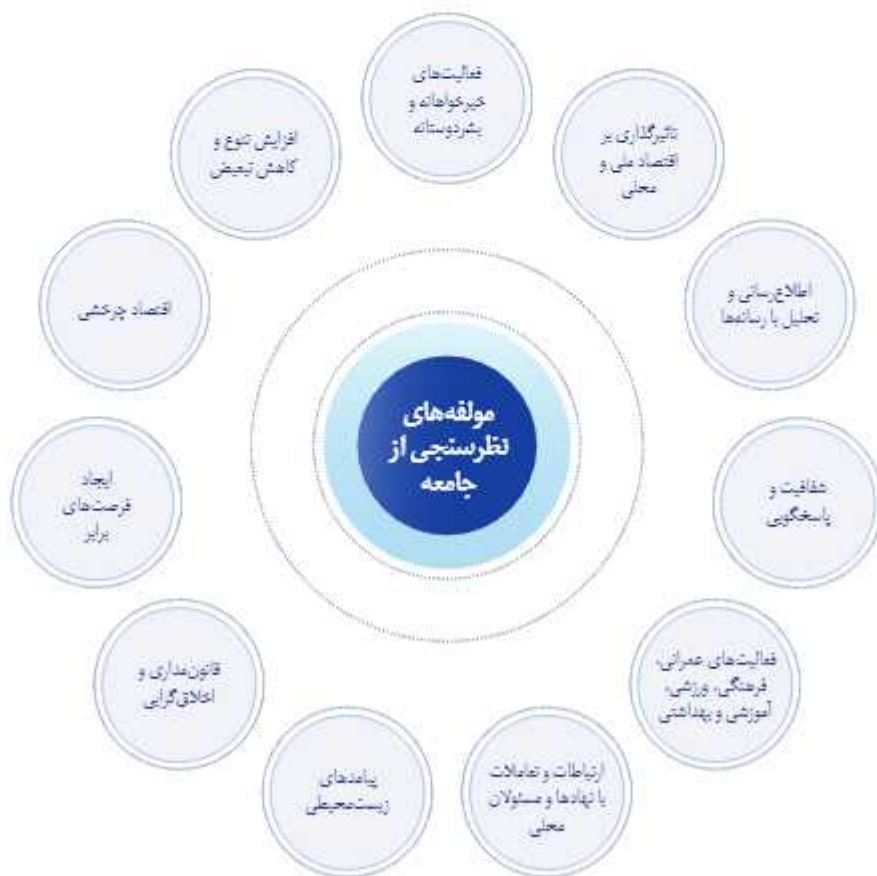 مولفه‌های
نظرسنجی از
جامعه
فعالیت‌های
خیرخواهانه و
بشردوستانه
تاثیرگذاری بر
اقتصاد ملی و
محلی
اطلاع‌رسانی و
تحلیل با رسانه‌ها
شفافیت و
پاسخگویی
فعالیت‌های عمرانی،
فرهنگی، ورزشی،
آموزشی و بهداشتی
ارتباطات و تعاملات
با نهادها و مسئولان
محلی
پیامدهای
زیست‌محیطی
قانون‌مداری و
اخلاق‌گرایی
ایجاد
فرصت‌های
برابر
اقتصاد چرخشی
افزایش تنوع و
کاهش تبعیض